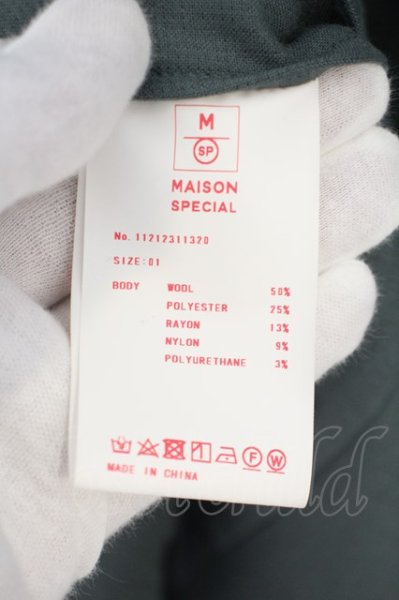 M
SP
MAISON
SPECIAL
No. 11212311320
SIZE:01
BODY WOOL 50%
POLYESTER 25%
RAYON 13%
NYLON 9%
POLYURETHANE 3%
F W
MADE IN CHINA